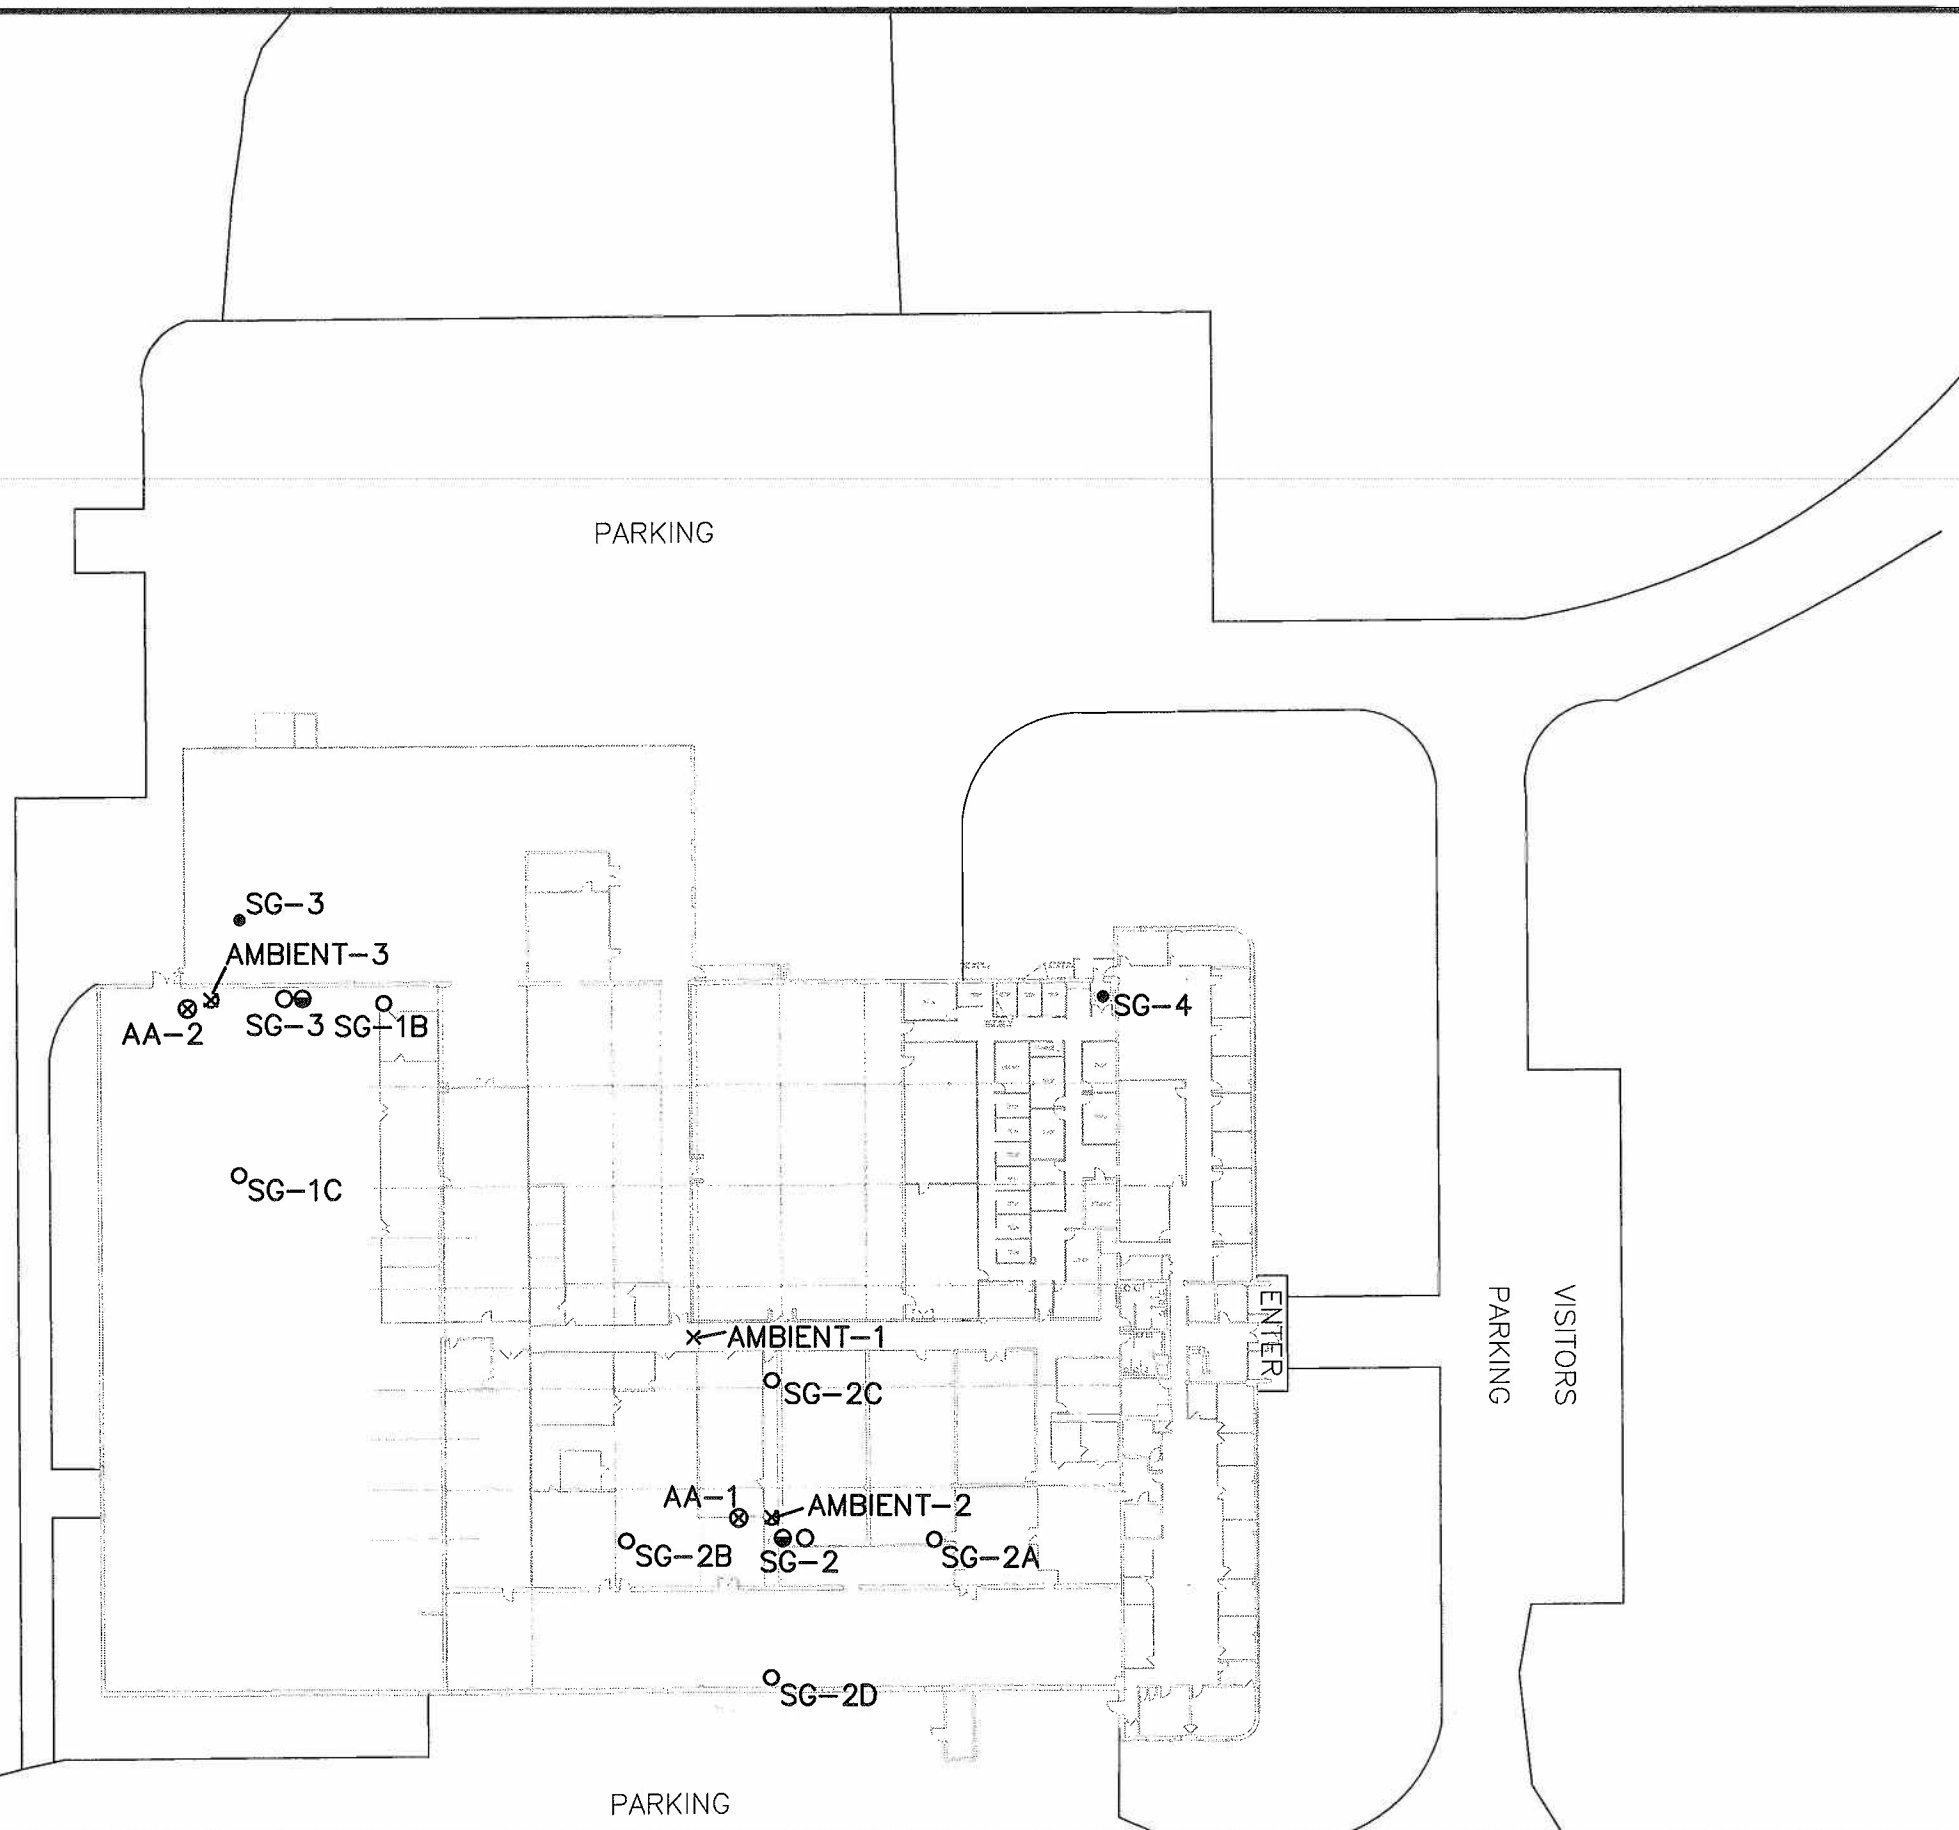 PARKING
SG-3
AMBIENT-3
AA-2
SG-3
SG-1B
SG-4
SG-1C
ENTER
VISITORS
PARKING
AMBIENT-1
SG-2C
AA-1
AMBIENT-2
SG-2B
SG-2
SG-2A
SG-2D
PARKING